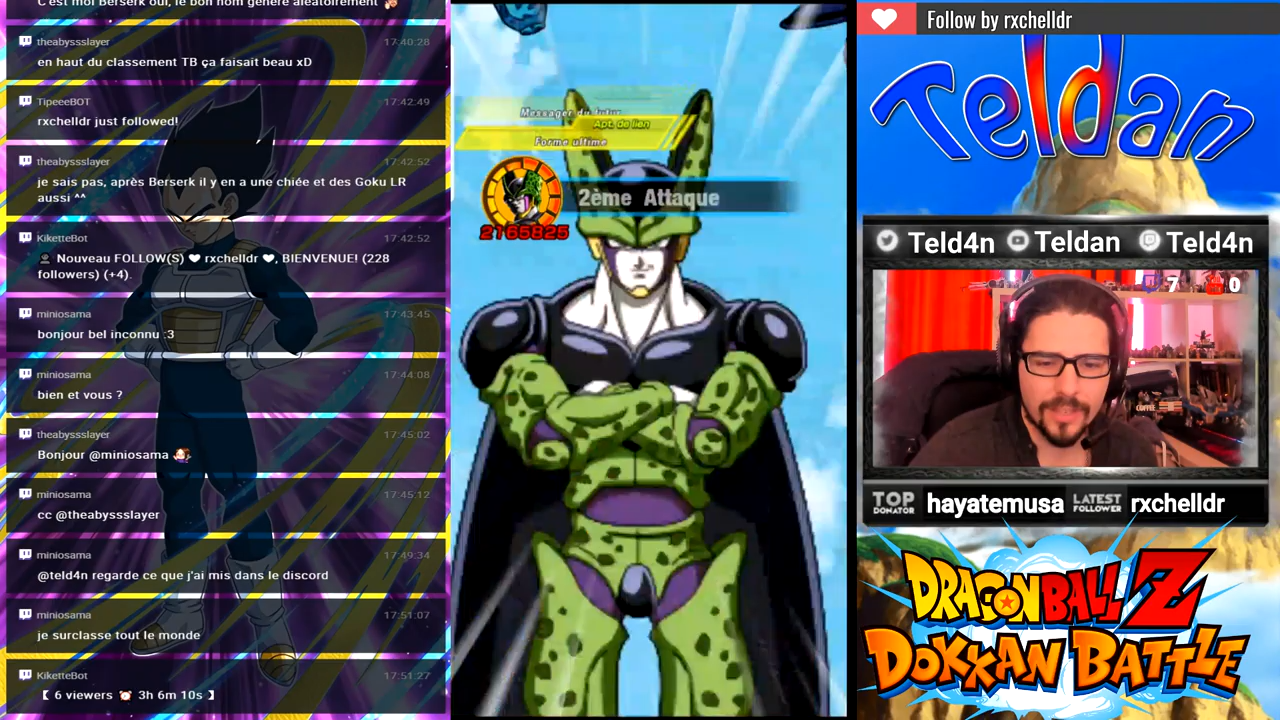 C'est moi Berserk oui, le bon nom généré aléatoirement
theabyssslayer 17:40:28
en haut du classement TB ça faisait beau xD
TipeeeBOT 17:42:49
rxchelldr just followed!
theabyssslayer 17:42:52
je sais pas, après Berserk il y en a une chiée et des Goku LR
aussi ^^
KiketteBot 17:42:52
Nouveau FOLLOW(S) ❤ rxchelldr ❤, BIENVENUE! (228
followers) (+4).
miniosama 17:43:45
bonjour bel inconnu :3
miniosama 17:44:08
bien et vous ?
theabyssslayer 17:45:02
Bonjour @miniosama
miniosama 17:45:12
cc @theabyssslayer
miniosama 17:49:34
@teld4n regarde ce que j'ai mis dans le discord
miniosama 17:51:07
je surclasse tout le monde
KiketteBot 17:51:27
【 6 viewers ⏰ 3h 6m 10s 】
Messager du futur
Apt. de lien
Forme ultime
2ème Attaque
2165825
Follow by rxchelldr
Teldan
Teld4n Teldan Teld4n
7 0
COFFEE
TOP DONATOR hayatemusa LATEST FOLLOWER rxchelldr
DRAGON BALL Z
DOKKAN BATTLE